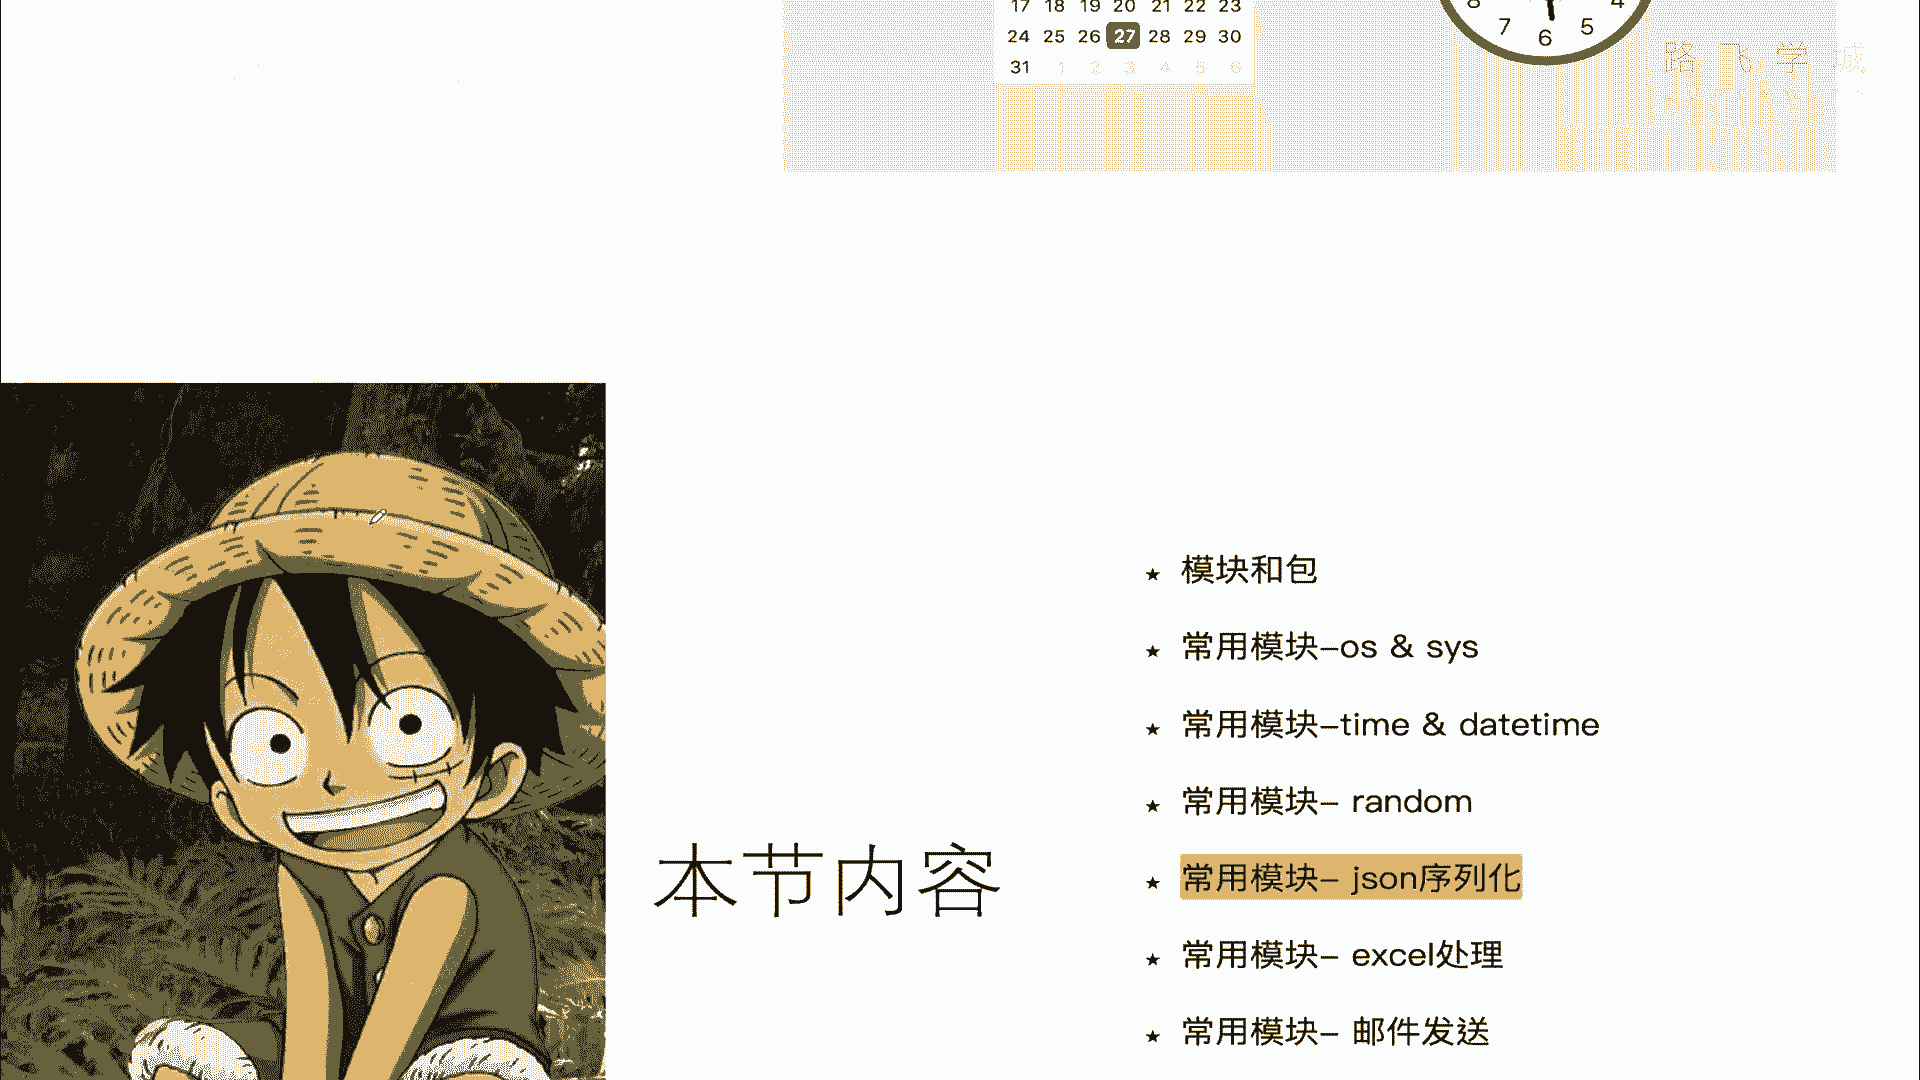 17 18 19 20 21 22 23
24 25 26 27 28 29 30
31 1 2 3 4 5 6
8 7 6 5 4
路飞学城
模块和包
常用模块–os & sys
常用模块–time & datetime
常用模块– random
本节内容
常用模块– json序列化
常用模块– excel处理
常用模块– 邮件发送